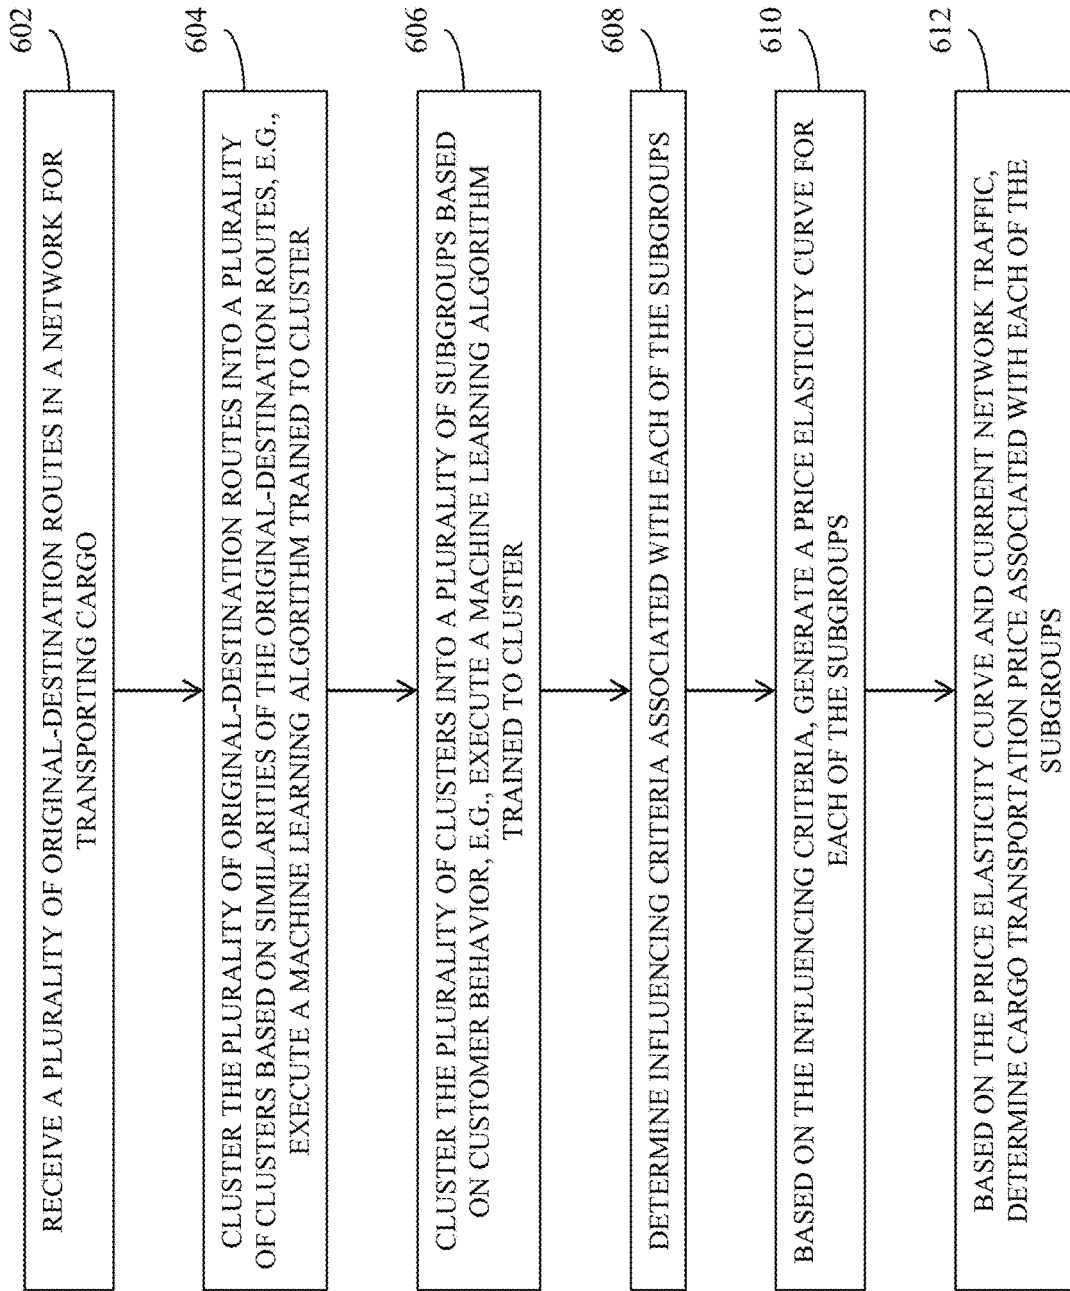 602
RECEIVE A PLURALITY OF ORIGINAL-DESTINATION ROUTES IN A NETWORK FOR
TRANSPORTING CARGO
604
CLUSTER THE PLURALITY OF ORIGINAL-DESTINATION ROUTES INTO A PLURALITY
OF CLUSTERS BASED ON SIMILARITIES OF THE ORIGINAL-DESTINATION ROUTES, E.G.,
EXECUTE A MACHINE LEARNING ALGORITHM TRAINED TO CLUSTER
606
CLUSTER THE PLURALITY OF CLUSTERS INTO A PLURALITY OF SUBGROUPS BASED
ON CUSTOMER BEHAVIOR, E.G., EXECUTE A MACHINE LEARNING ALGORITHM
TRAINED TO CLUSTER
608
DETERMINE INFLUENCING CRITERIA ASSOCIATED WITH EACH OF THE SUBGROUPS
610
BASED ON THE INFLUENCING CRITERIA, GENERATE A PRICE ELASTICITY CURVE FOR
EACH OF THE SUBGROUPS
612
BASED ON THE PRICE ELASTICITY CURVE AND CURRENT NETWORK TRAFFIC,
DETERMINE CARGO TRANSPORTATION PRICE ASSOCIATED WITH EACH OF THE
SUBGROUPS